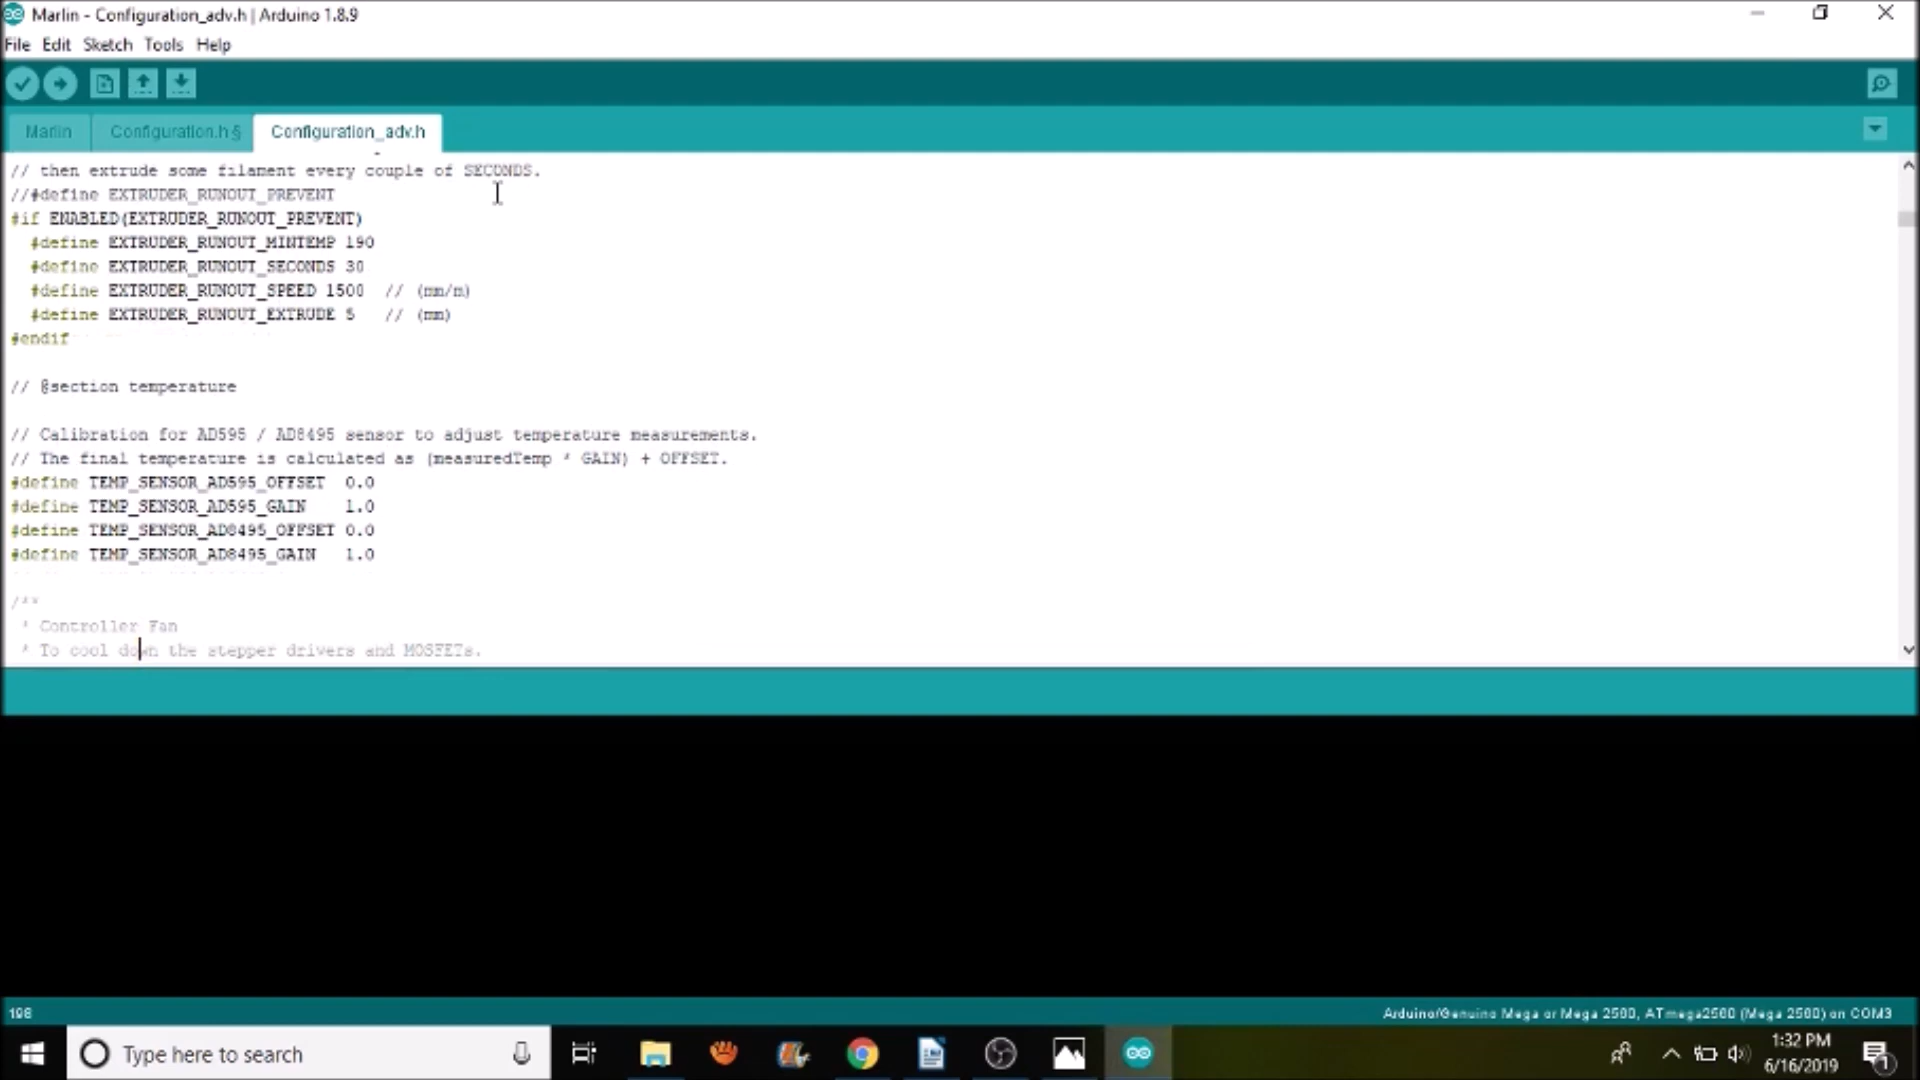 Marlin - Configuration_adv.h | Arduino 1.8.9
File Edit Sketch Tools Help
Marlin Configuration.h § Configuration_adv.h
// then extrude some filament every couple of SECONDS.
//#define EXTRUDER_RUNOUT_PREVENT
#if ENABLED(EXTRUDER_RUNOUT_PREVENT)
#define EXTRUDER_RUNOUT_MINTEMP 190
#define EXTRUDER_RUNOUT_SECONDS 30
#define EXTRUDER_RUNOUT_SPEED 1500 // (mm/m)
#define EXTRUDER_RUNOUT_EXTRUDE 5 // (mm)
#endif
// @section temperature
// Calibration for AD595 / AD8495 sensor to adjust temperature measurements.
// The final temperature is calculated as (measuredTemp * GAIN) + OFFSET.
#define TEMP_SENSOR_AD595_OFFSET 0.0
#define TEMP_SENSOR_AD595_GAIN 1.0
#define TEMP_SENSOR_AD8495_OFFSET 0.0
#define TEMP_SENSOR_AD8495_GAIN 1.0
/**
* Controller Fan
* To cool down the stepper drivers and MOSFETs.
198 Arduino/Genuino Mega or Mega 2560, ATmega2560 (Mega 2560) on COM3
Type here to search
1:32 PM
6/16/2019
1